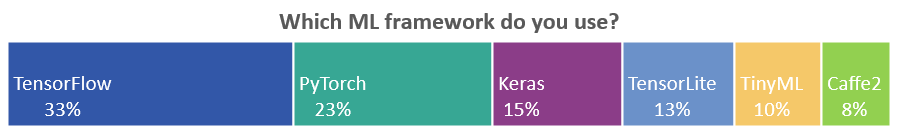 Which ML framework do you use?
TensorFlow
33%
PyTorch
23%
Keras
15%
TensorLite
13%
TinyML
10%
Caffe2
8%